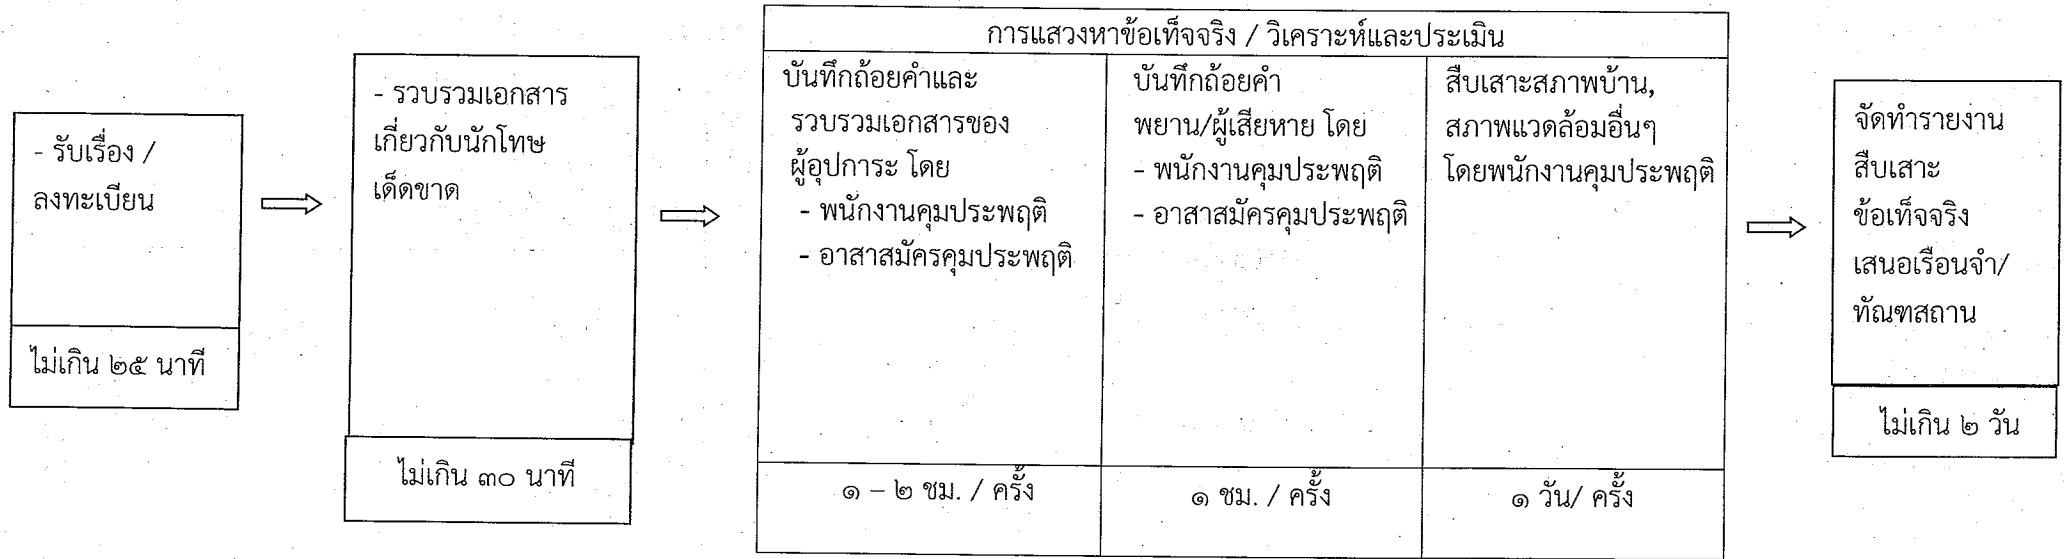 - รับเรื่อง /
ลงทะเบียน
ไม่เกิน ๒๕ นาที
- รวบรวมเอกสาร
เกี่ยวกับนักโทษ
เด็ดขาด
ไม่เกิน ๓๐ นาที
การแสวงหาข้อเท็จจริง / วิเคราะห์และประเมิน
บันทึกถ้อยคำและ
รวบรวมเอกสารของ
ผู้อุปการะ โดย
- พนักงานคุมประพฤติ
- อาสาสมัครคุมประพฤติ
๑ – ๒ ชม. / ครั้ง
บันทึกถ้อยคำ
พยาน/ผู้เสียหาย โดย
- พนักงานคุมประพฤติ
- อาสาสมัครคุมประพฤติ
๑ ชม. / ครั้ง
สืบเสาะสภาพบ้าน,
สภาพแวดล้อมอื่นๆ
โดยพนักงานคุมประพฤติ
๑ วัน/ ครั้ง
จัดทำรายงาน
สืบเสาะ
ข้อเท็จจริง
เสนอเรือนจำ/
ทัณฑสถาน
ไม่เกิน ๒ วัน